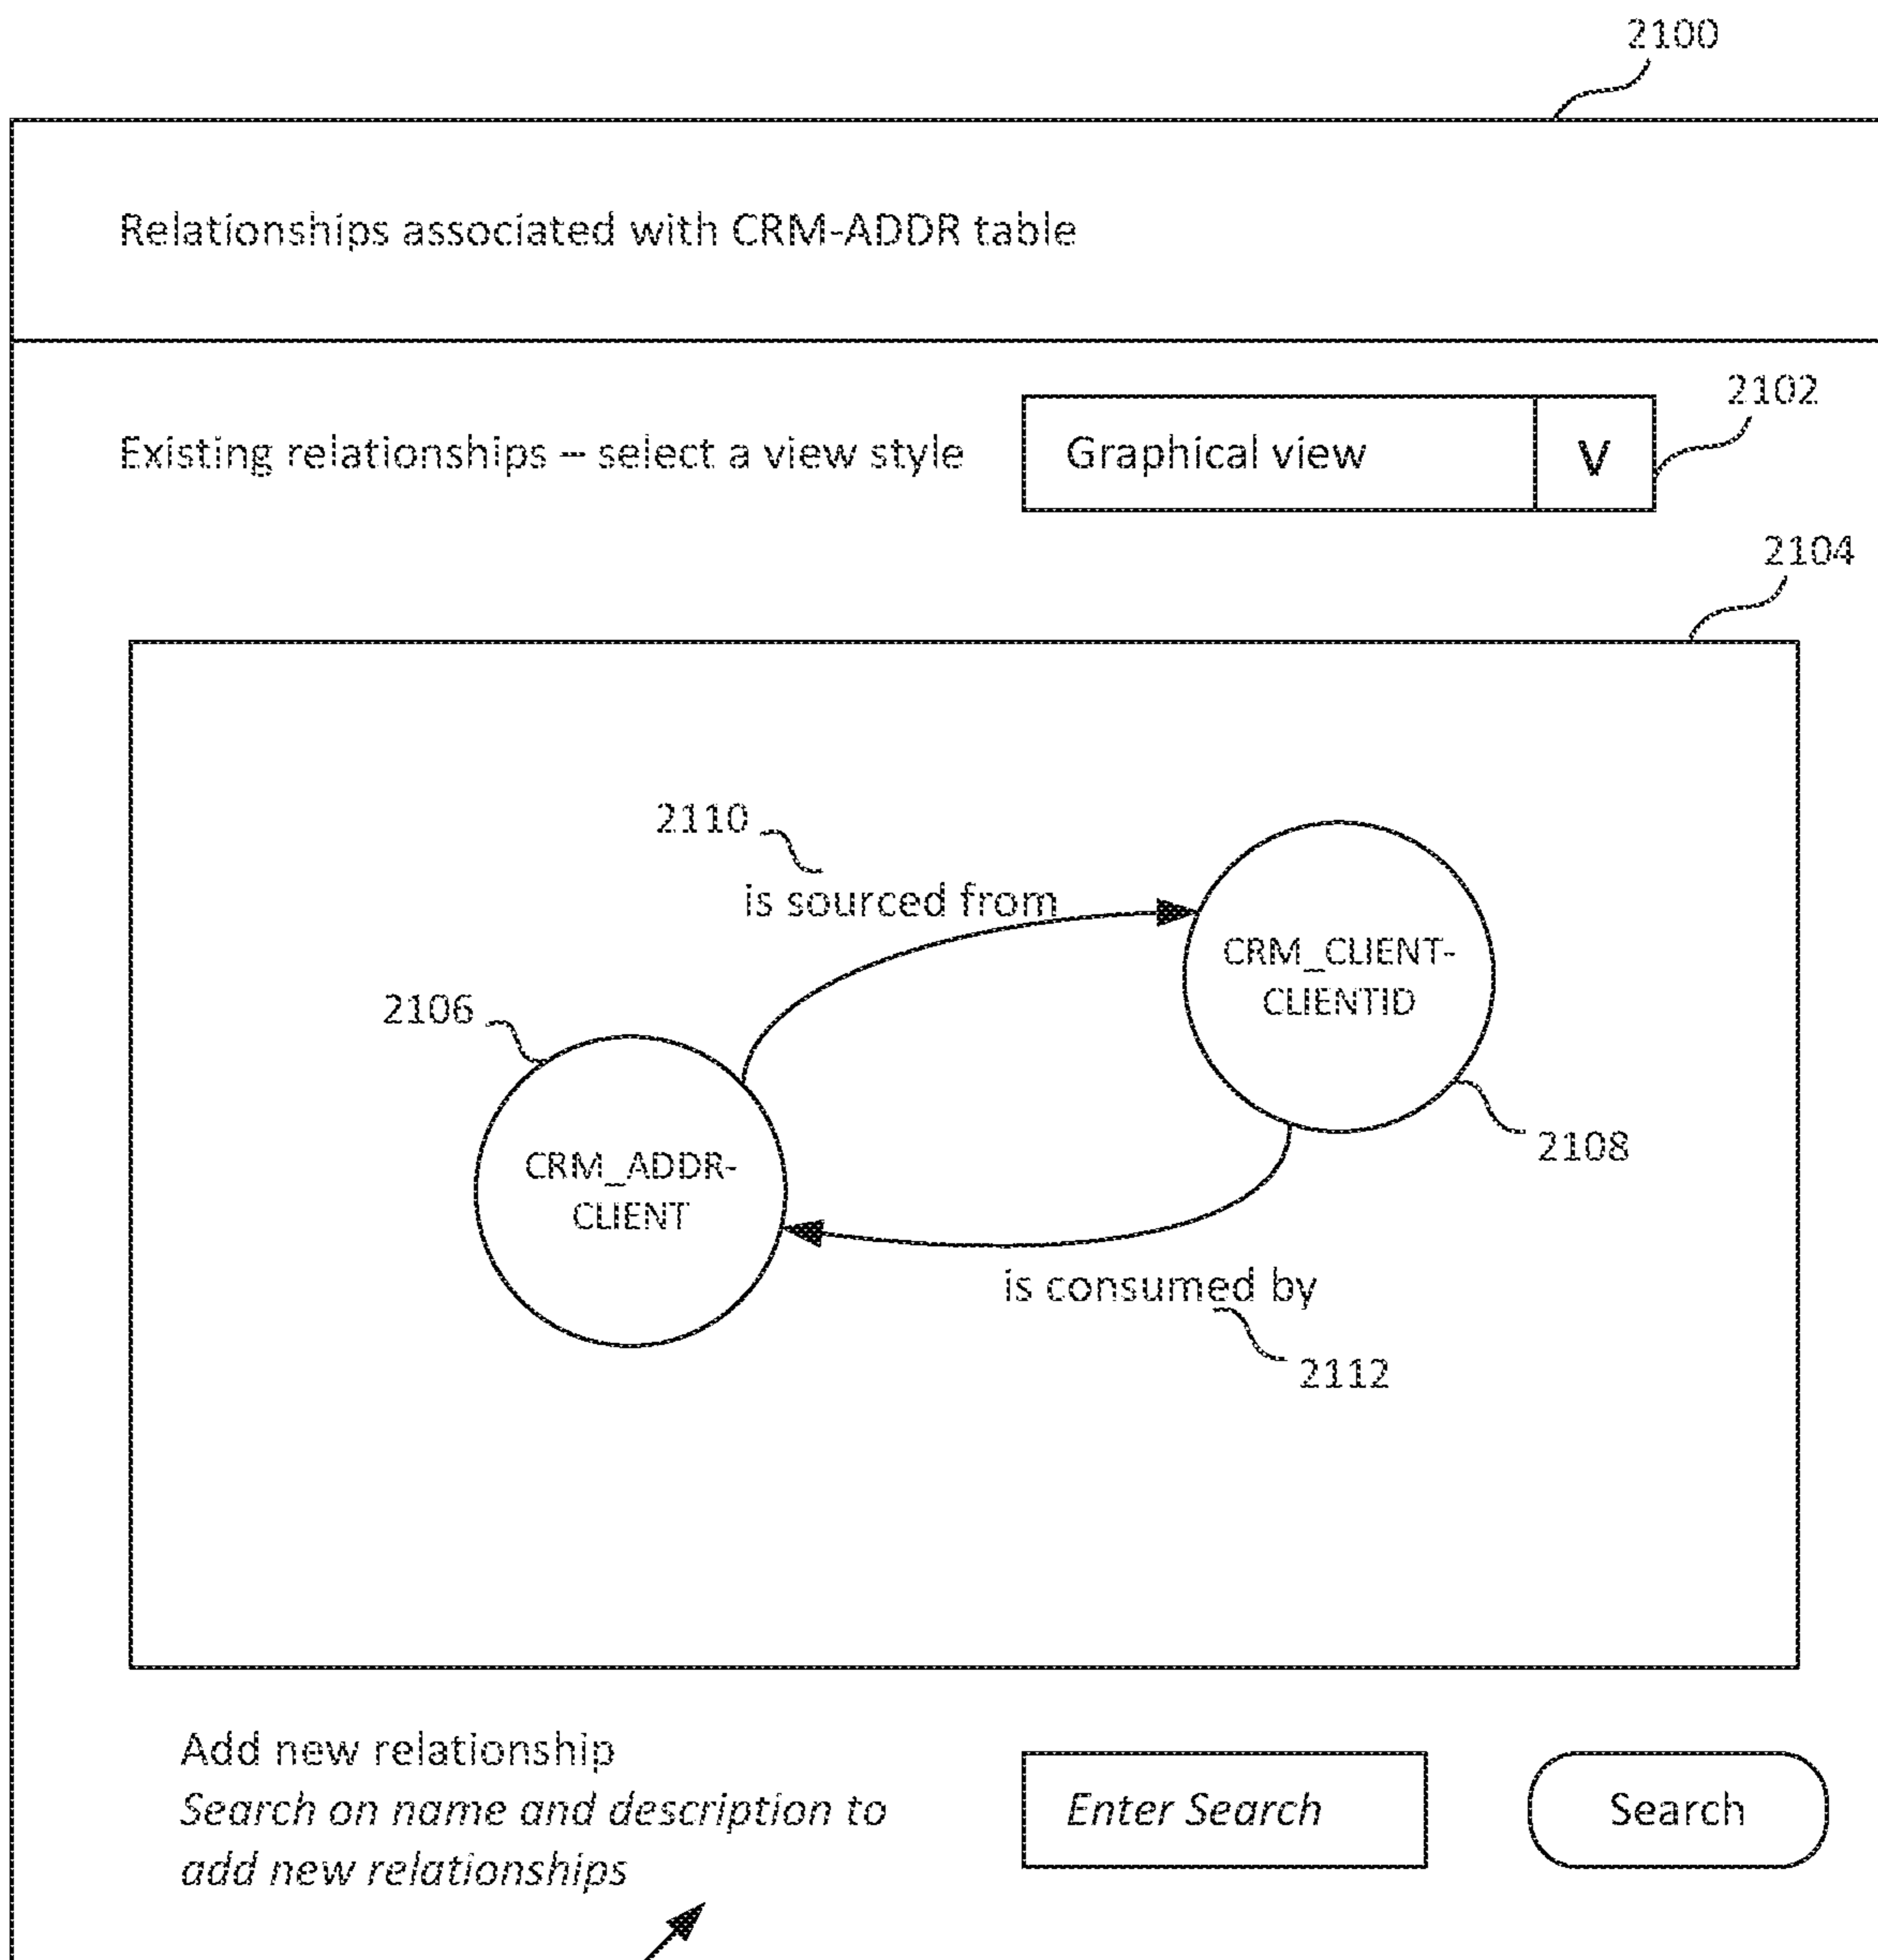 2100
Relationships associated with CRM-ADDR table
2102
Existing relationships – select a view style
Graphical view
V
2104
2110
is sourced from
CRM_CLIENT-
CLIENTID
2106
2108
CRM_ADDR-
CLIENT
is consumed by
2112
Add new relationship
Search on name and description to
add new relationships
Enter Search
Search